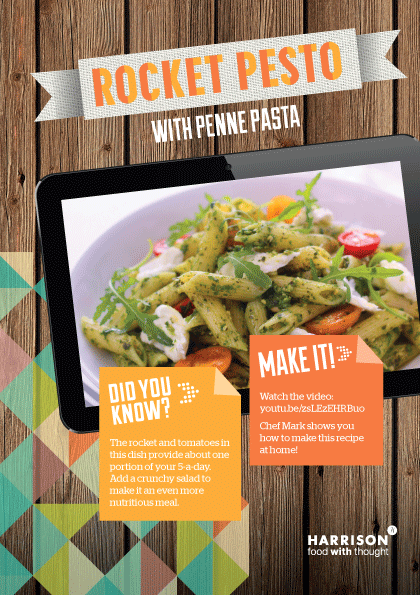 ROCKET PESTO
WITH PENNE PASTA
DID YOU
KNOW?
The rocket and tomatoes in
this dish provide about one
portion of your 5-a-day.
Add a crunchy salad to
make it an even more
nutritious meal.
MAKE IT!
Watch the video:
youtu.be/zsLEzEHRBuo
Chef Mark shows you
how to make this recipe
at home!
HARRISON
food with thought